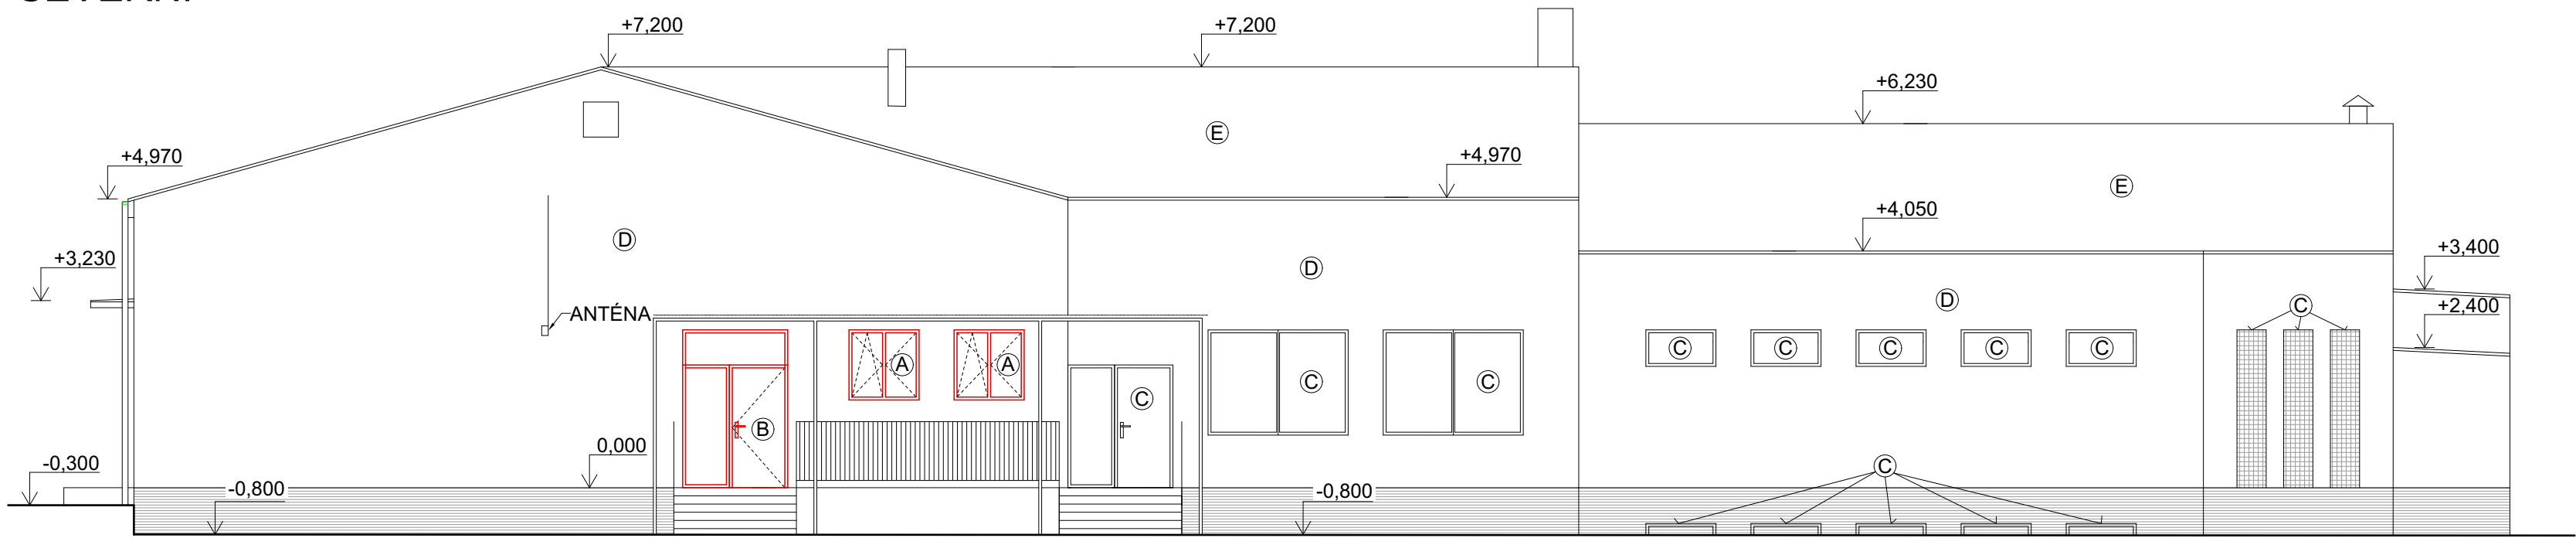 +7,200
+7,200
+6,230
E
+4,970
+4,970
E
+4,050
D
+3,230
D
+3,400
D
C
+2,400
ANTÉNA
A
A
C
C
C
C
C
C
C
C
B
0,000
-0,300
C
-0,800
-0,800